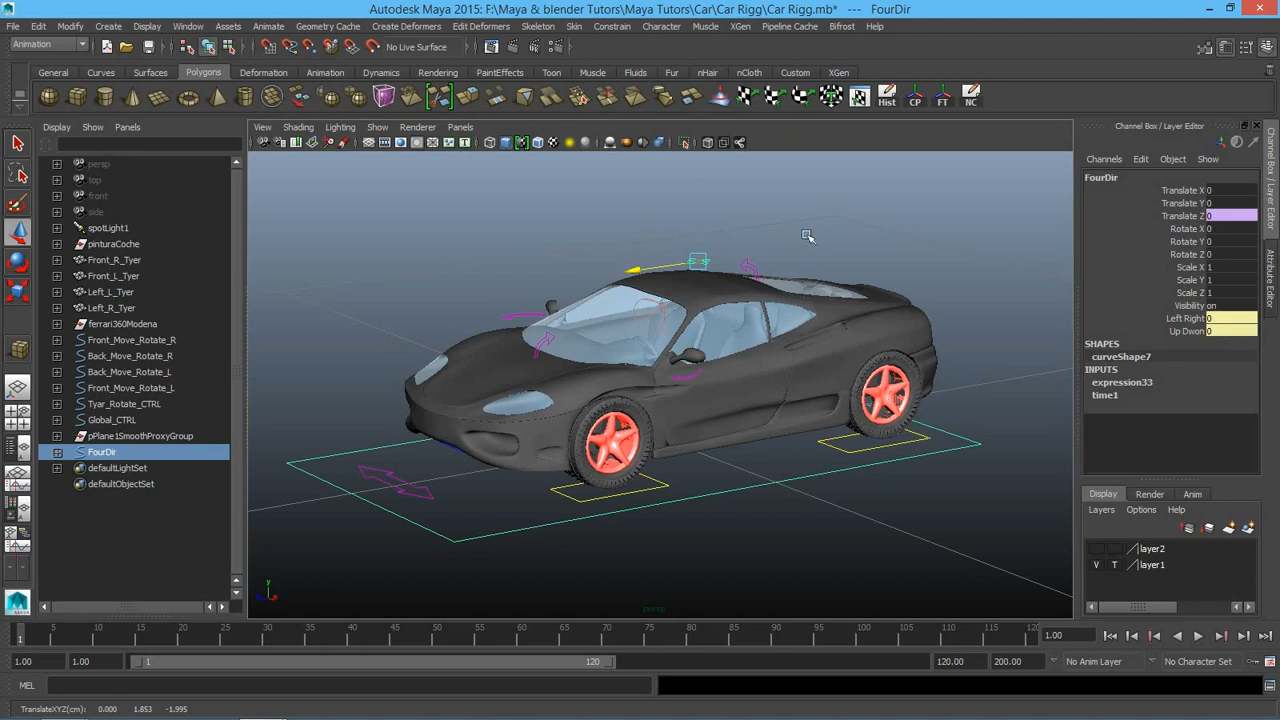 Autodesk Maya 2015: F:\Maya & blender Tutors\Maya Tutors\Ca\Car Rigg\Car Rigg.mb* --- FourDir
File Edit Modify Create Display Window Assets Animate Geometry Cache Create Deformers Edit Deformers Skeleton Skin Constrain Character Muscle Pipeline Cache Bifrost Help
Animation
No Live Surface
General Curves Surfaces Polygons Deformation Animation Dynamics Rendering PaintEffects Toon Muscle Fluids Fur nHair nCloth Custom XGen
Hist CP FT NC
Display Show Panels
View Shading Lighting Show Renderer Panels
Channel Box / Layer Editor
Channels Edit Object Show
persp
top
front
side
spotLight1
pinturaCoche
Front_R_Tyer
Front_L_Tyer
Left_L_Tyer
Left_R_Tyer
ferrari360Modena
Front_Move_Rotate_R
Back_Move_Rotate_R
Back_Move_Rotate_L
Front_Move_Rotate_L
Tyar_Rotate_CTRL
Global_CTRL
pPlane1SmoothProxyGroup
FourDir
defaultLightSet
defaultObjectSet
y
x
persp
FourDir
Translate X 0
Translate Y 0
Translate Z 0
Rotate X 0
Rotate Y 0
Rotate Z 0
Scale X 1
Scale Y 1
Scale Z 1
Visibility on
Left Right 0
Up Dwon 0
SHAPES
curveShape7
INPUTS
expression33
time1
Display Render Anim
Layers Options Help
layer2
V T layer1
Channel Box / Layer Editor
Attribute Editor
1 5 10 15 20 25 30 35 40 45 50 55 60 65 70 75 80 85 90 95 100 105 110 115 120
1.00
1.00 1.00 1 120 120.00 200.00 No Anim Layer No Character Set
MEL
TranslateXYZ(cm): 0.000 1.853 -1.995
MAYA